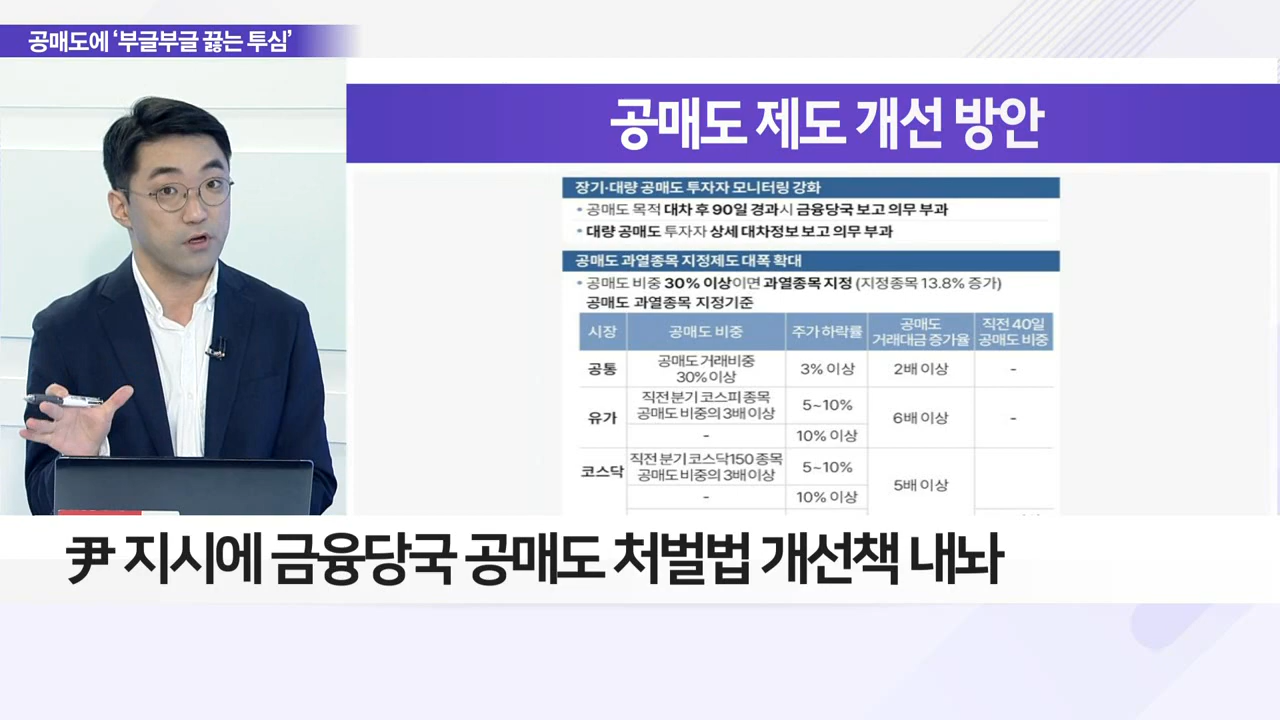 공매도에 ‘부글부글 끓는 투심’
공매도 제도 개선 방안
장기·대량 공매도 투자자 모니터링 강화
• 공매도 목적 대차 후 90일 경과시 금융당국 보고 의무 부과
• 대량 공매도 투자자 상세 대차정보 보고 의무 부과
공매도 과열종목 지정제도 대폭 확대
• 공매도 비중 30% 이상이면 과열종목 지정 (지정종목 13.8% 증가)
공매도 과열종목 지정기준
시장 공매도 비중 주가 하락률 공매도 거래대금 증가율 직전 40일 공매도 비중
공통 공매도 거래비중 30% 이상 3% 이상 2배 이상 -
유가 직전 분기 코스피 종목 공매도 비중의 3배 이상 5~10% 6배 이상 -
- 10% 이상
코스닥 직전 분기 코스닥150 종목 공매도 비중의 3배 이상 5~10% 5배 이상
- 10% 이상
尹 지시에 금융당국 공매도 처벌법 개선책 내놔